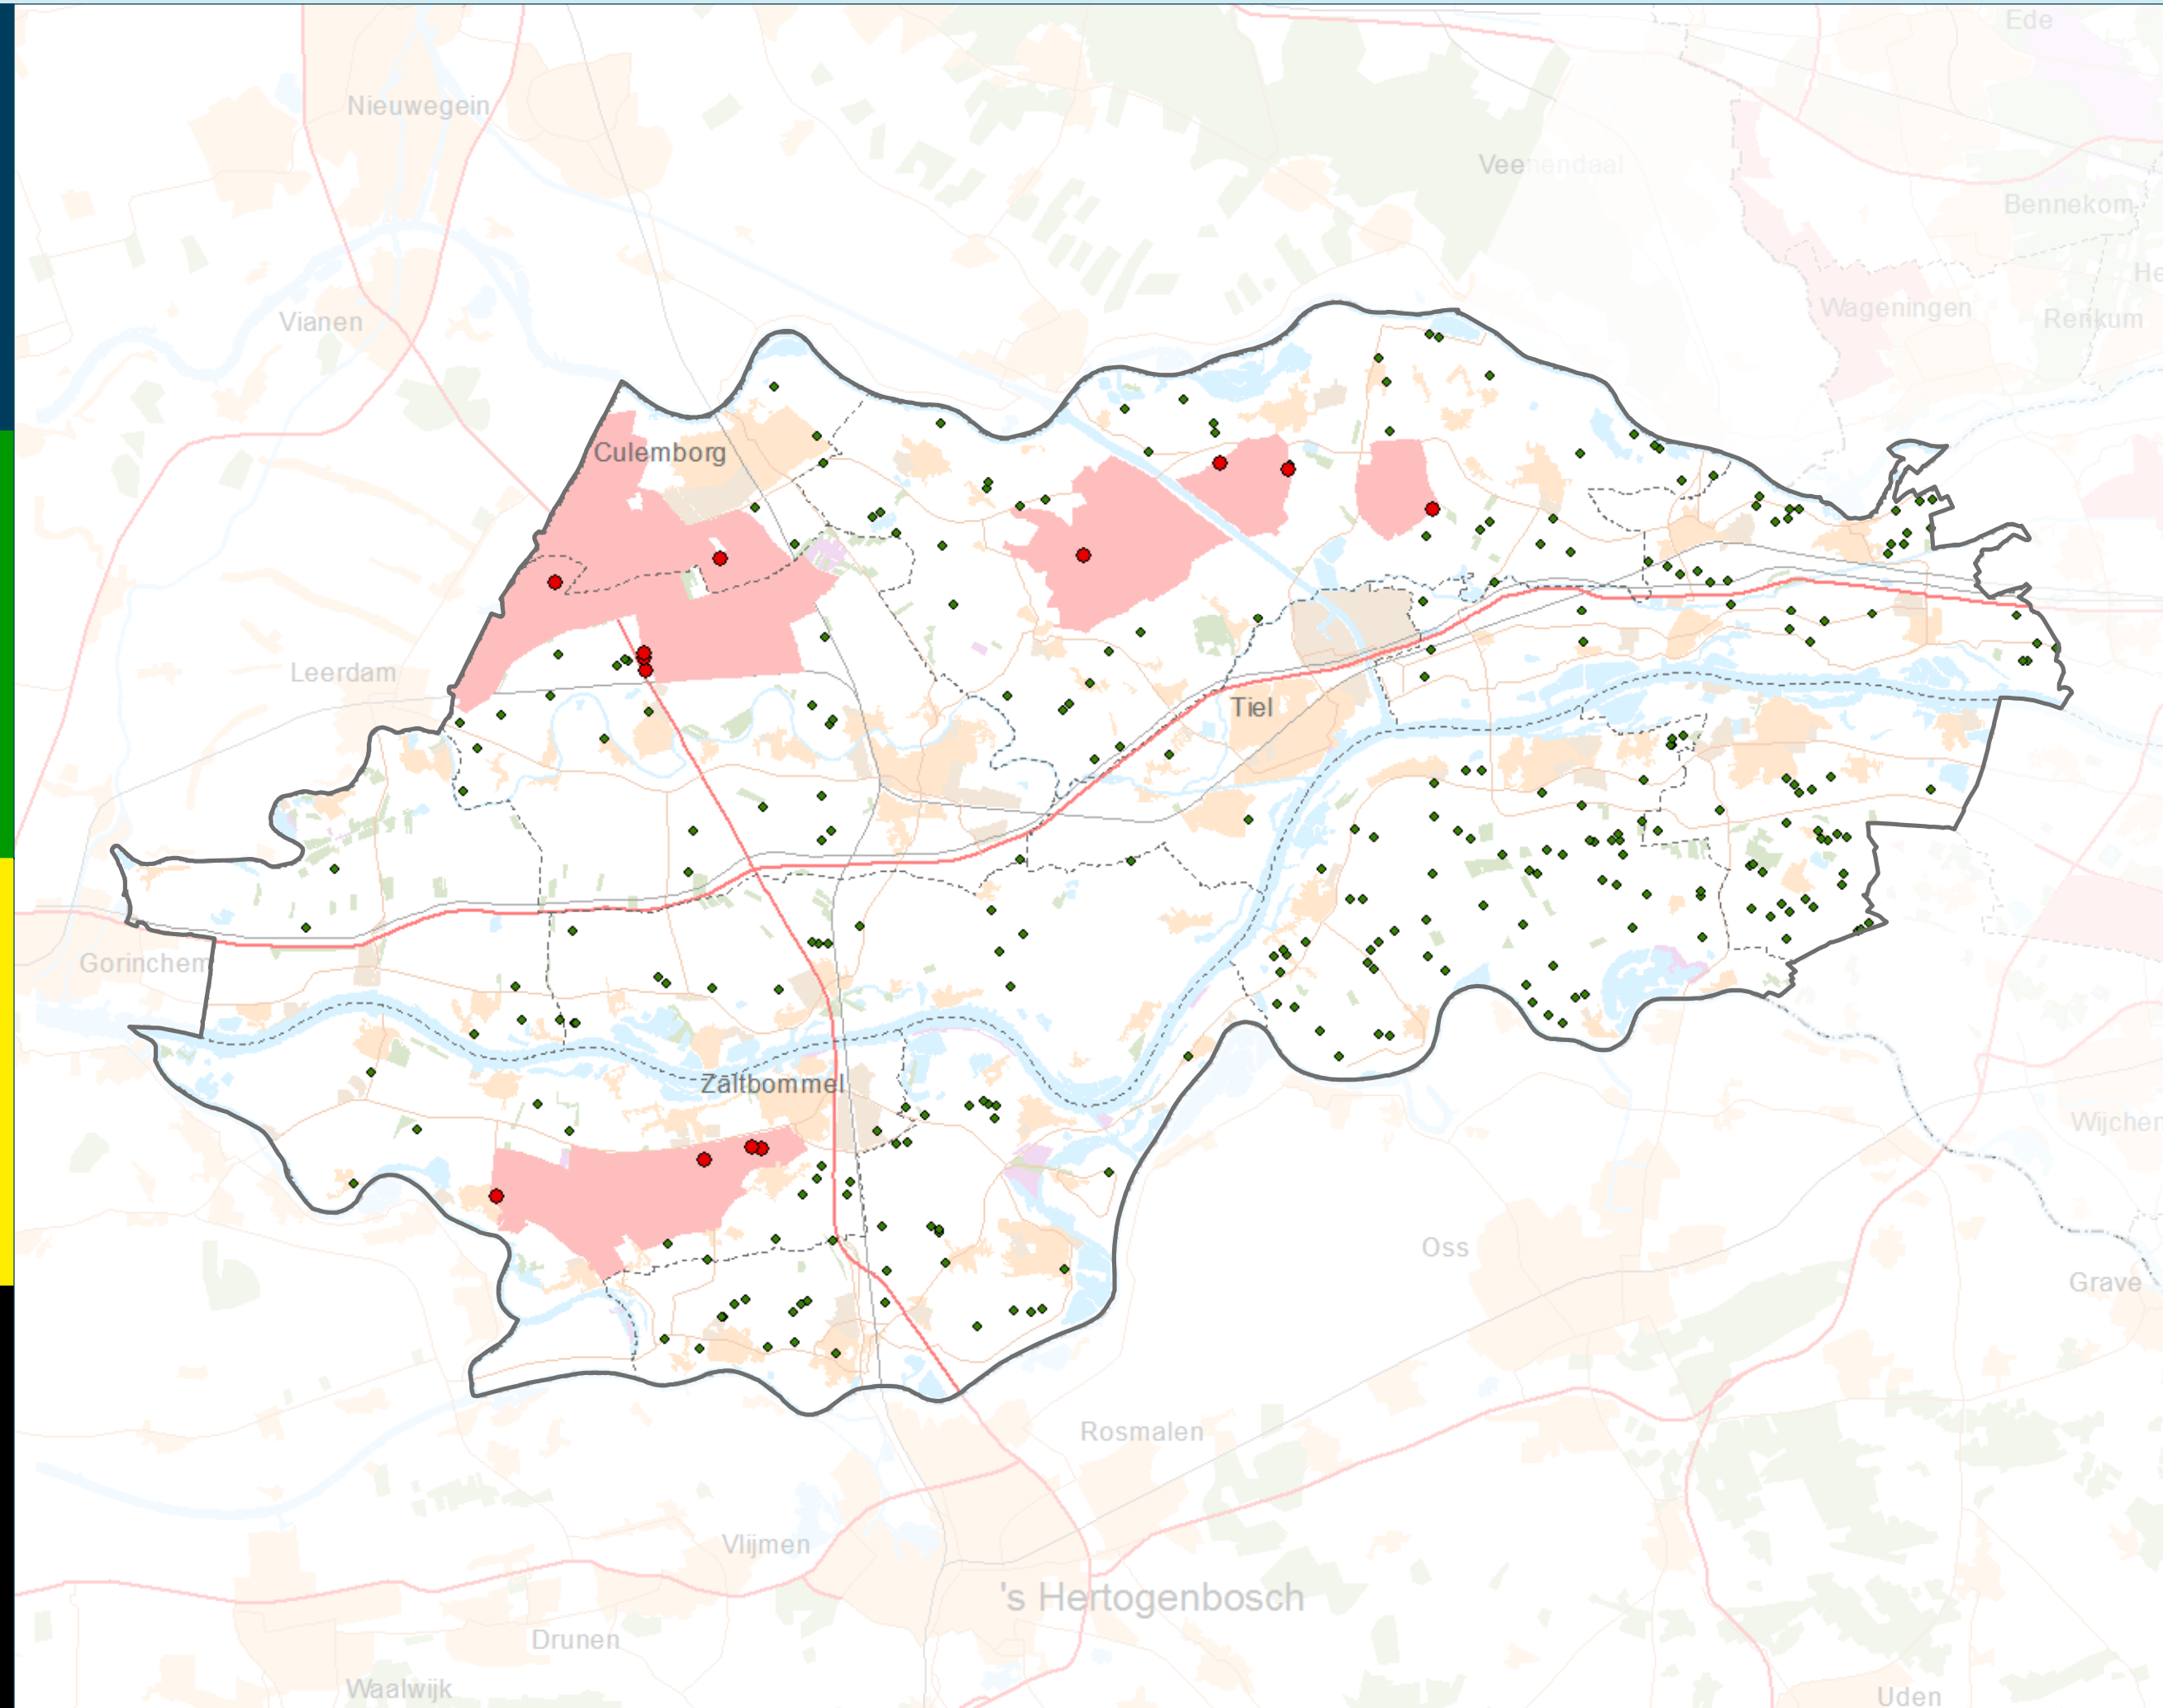 Ede
Nieuwegein
Veenendaal
Bennekom
He
Wageningen
Renkum
Vianen
Culemborg
Leerdam
Tiel
Gorinchem
Zaltbommel
Wijchen
Oss
Grave
Rosmalen
Vlijmen
's Hertogenbosch
Drunen
Waalwijk
Uden